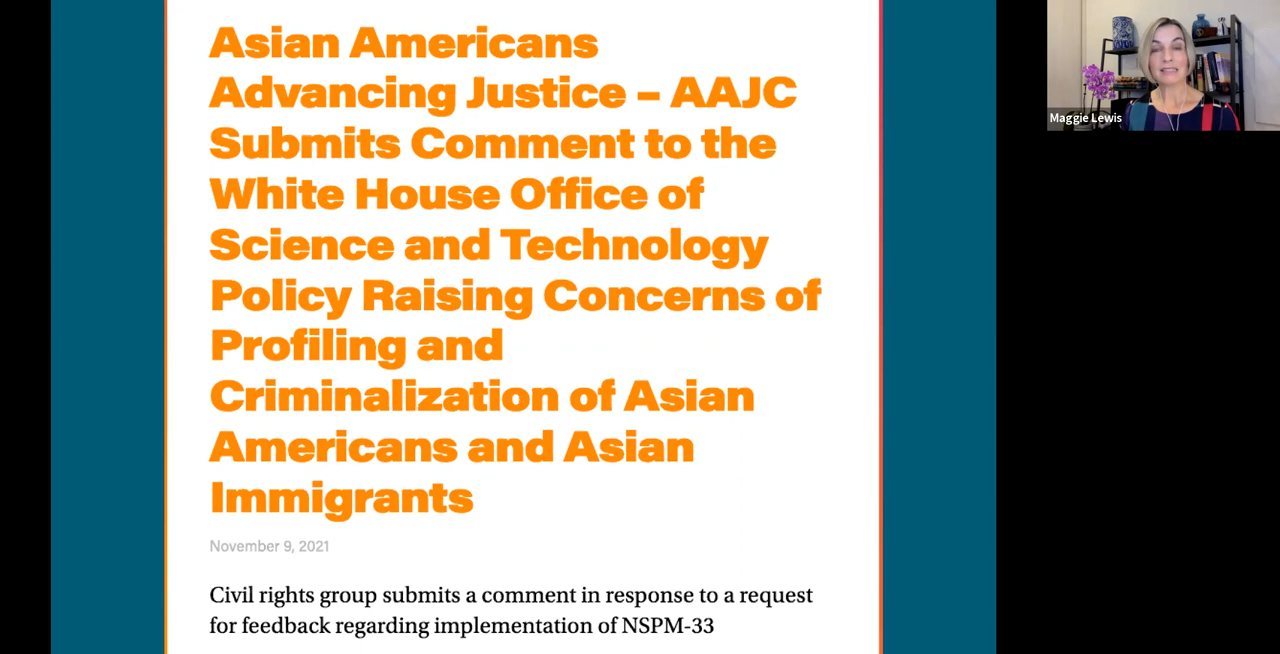 Asian Americans
Advancing Justice – AAJC
Submits Comment to the
White House Office of
Science and Technology
Policy Raising Concerns of
Profiling and
Criminalization of Asian
Americans and Asian
Immigrants
November 9, 2021
Civil rights group submits a comment in response to a request
for feedback regarding implementation of NSPM-33
Maggie Lewis